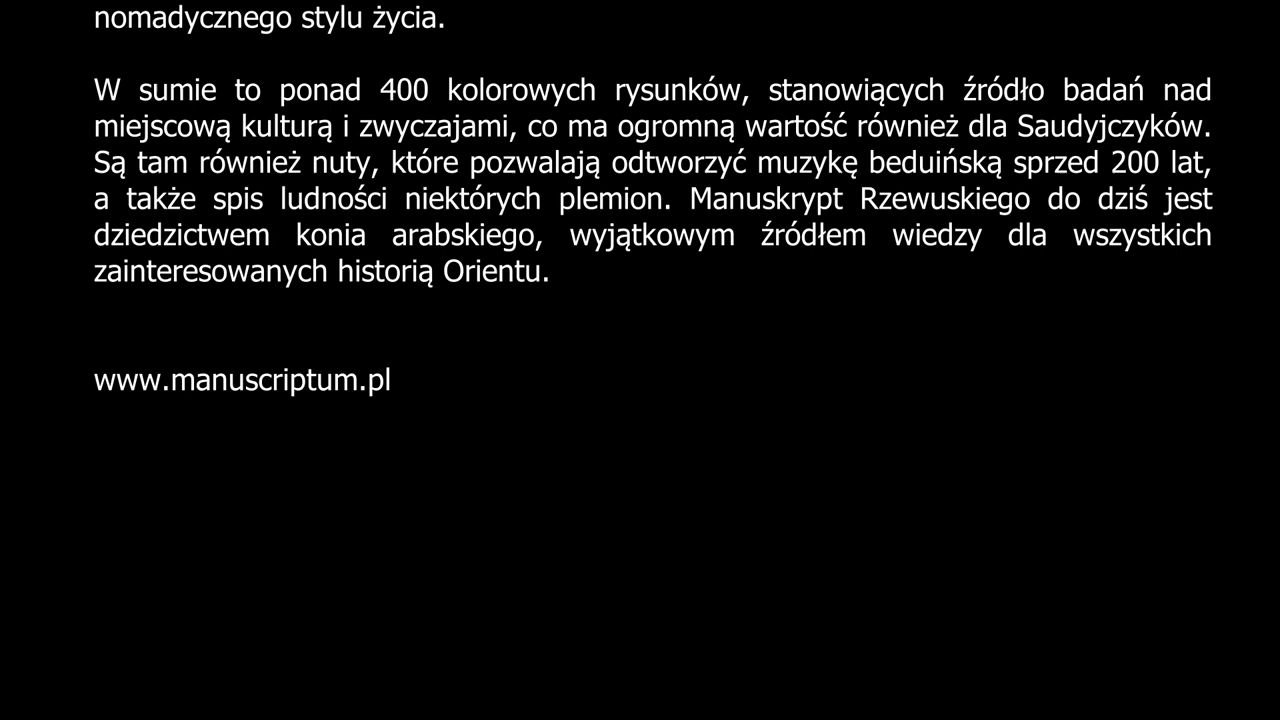 nomadycznego stylu życia.
W sumie to ponad 400 kolorowych rysunków, stanowiących źródło badań nad
miejscową kulturą i zwyczajami, co ma ogromną wartość również dla Saudyjczyków.
Są tam również nuty, które pozwalają odtworzyć muzykę beduińską sprzed 200 lat,
a także spis ludności niektórych plemion. Manuskrypt Rzewuskiego do dziś jest
dziedzictwem konia arabskiego, wyjątkowym źródłem wiedzy dla wszystkich
zainteresowanych historią Orientu.
www.manuscriptum.pl